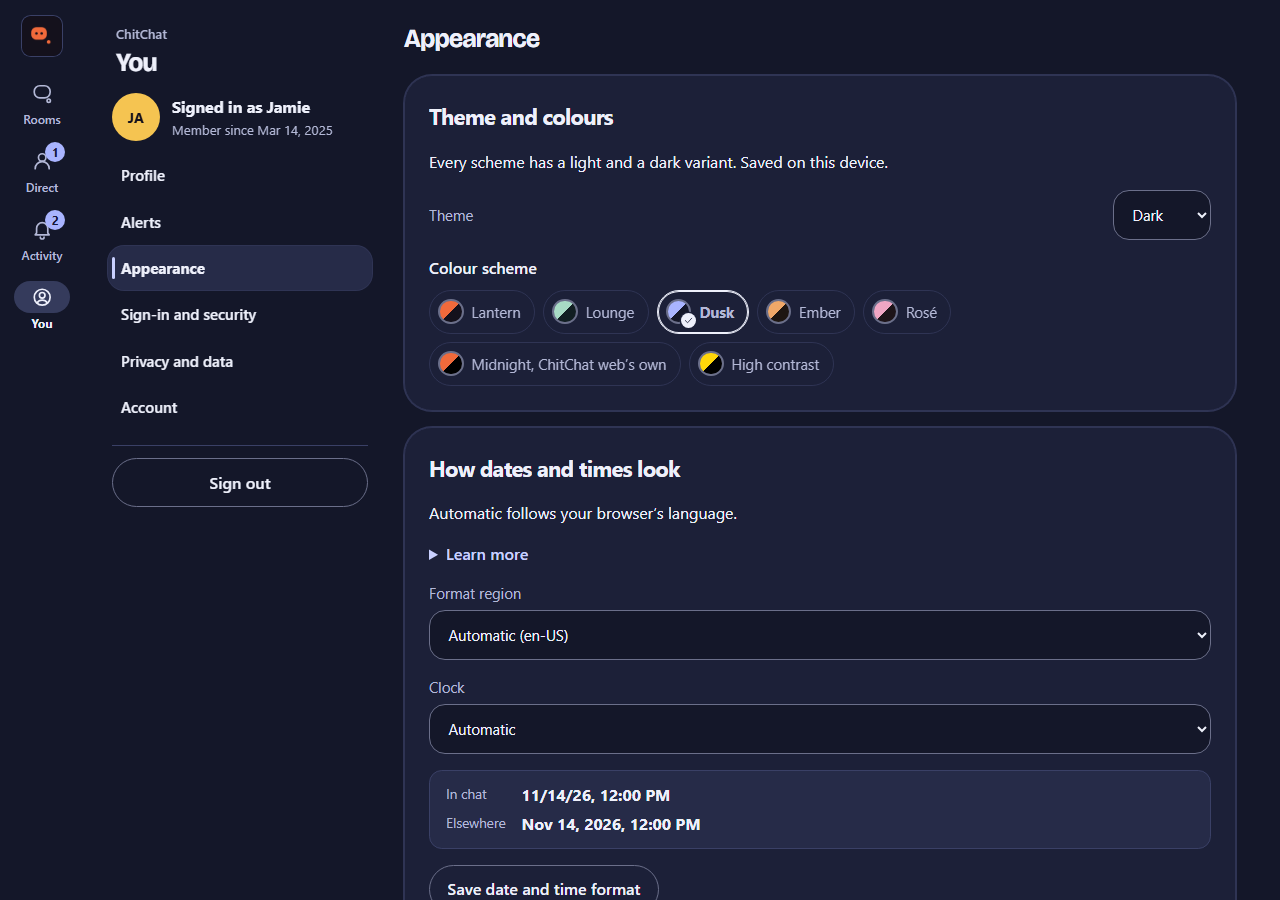 ChitChat
You
JA
Signed in as Jamie
Member since Mar 14, 2025
Rooms
1
Direct
2
Activity
You
Profile
Alerts
Appearance
Sign-in and security
Privacy and data
Account
Sign out
Appearance
Theme and colours
Every scheme has a light and a dark variant. Saved on this device.
Theme
Dark
Colour scheme
Lantern
Lounge
Dusk
Ember
Rosé
Midnight, ChitChat web’s own
High contrast
How dates and times look
Automatic follows your browser’s language.
Learn more
Format region
Automatic (en-US)
Clock
Automatic
In chat 11/14/26, 12:00 PM
Elsewhere Nov 14, 2026, 12:00 PM
Save date and time format